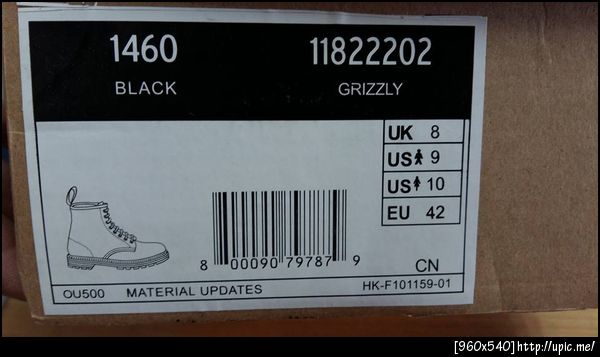 1460 11822202
BLACK GRIZZLY
UK 8
US 9
US 10
EU 42
8 00090 79787 9
CN
OU500 MATERIAL UPDATES HK-F101159-01
[960x540]http://upic.me/